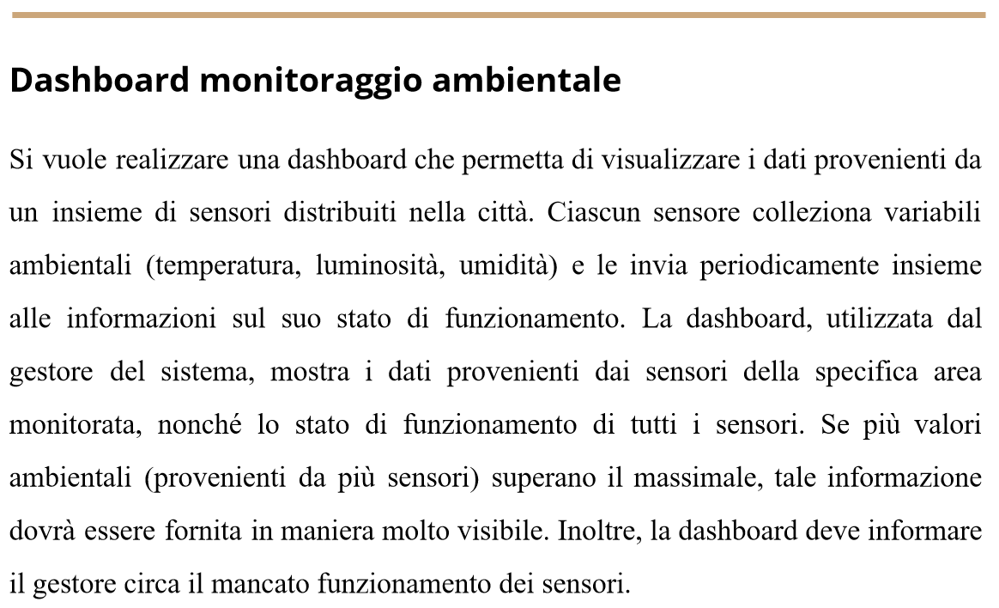 Dashboard monitoraggio ambientale
Si vuole realizzare una dashboard che permetta di visualizzare i dati provenienti da
un insieme di sensori distribuiti nella città. Ciascun sensore colleziona variabili
ambientali (temperatura, luminosità, umidità) e le invia periodicamente insieme
alle informazioni sul suo stato di funzionamento. La dashboard, utilizzata dal
gestore del sistema, mostra i dati provenienti dai sensori della specifica area
monitorata, nonché lo stato di funzionamento di tutti i sensori. Se più valori
ambientali (provenienti da più sensori) superano il massimale, tale informazione
dovrà essere fornita in maniera molto visibile. Inoltre, la dashboard deve informare
il gestore circa il mancato funzionamento dei sensori.